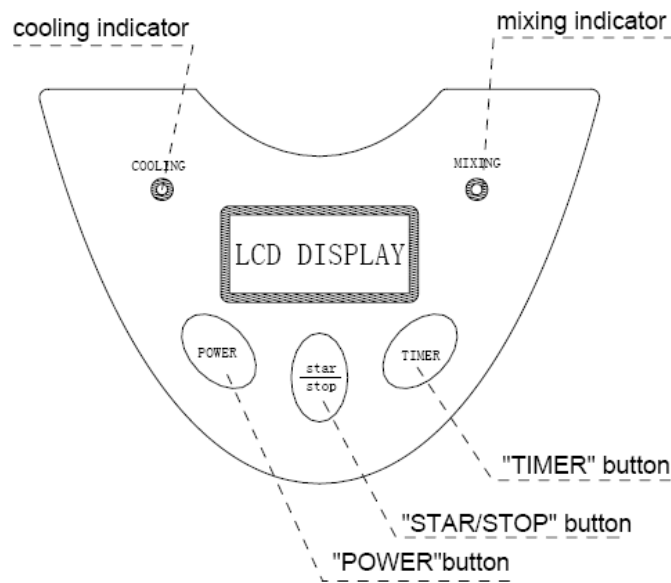 cooling indicator
mixing indicator
COOLING
MIXING
LCD DISPLAY
POWER
star
stop
TIMER
"TIMER" button
"STAR/STOP" button
"POWER"button